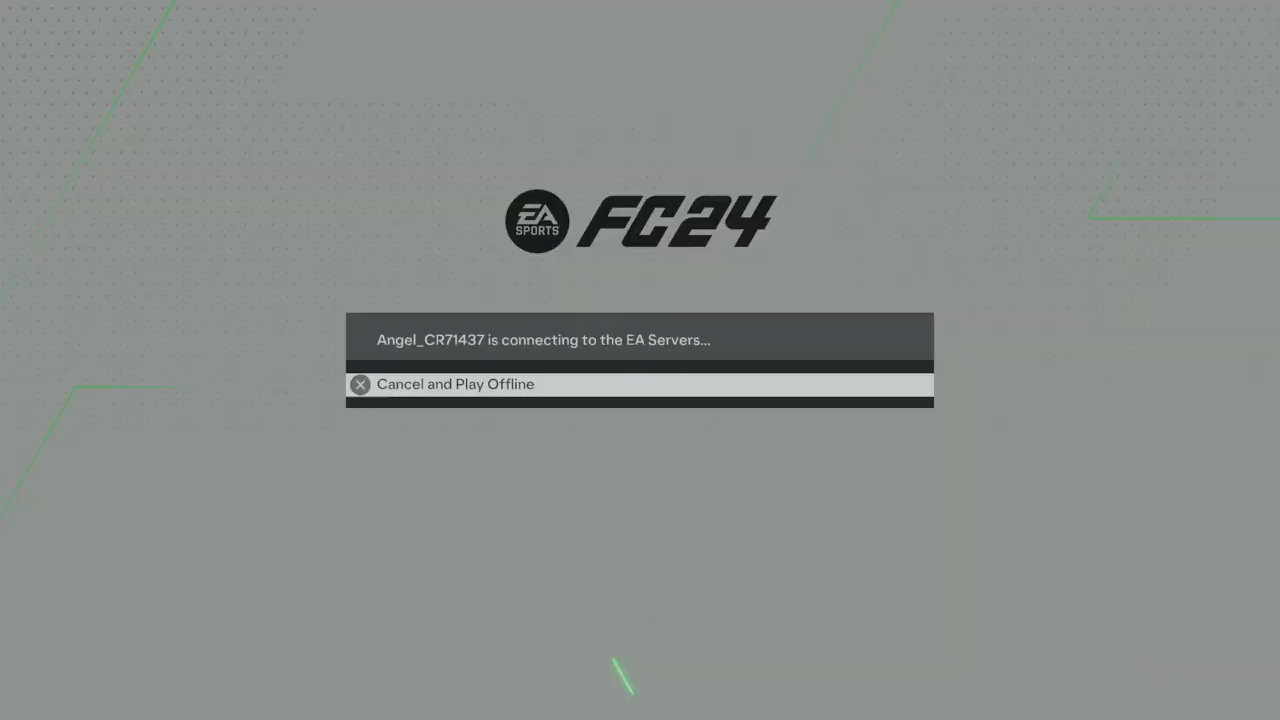 EA
SPORTS
FC24
Angel_CR71437 is connecting to the EA Servers...
Cancel and Play Offline